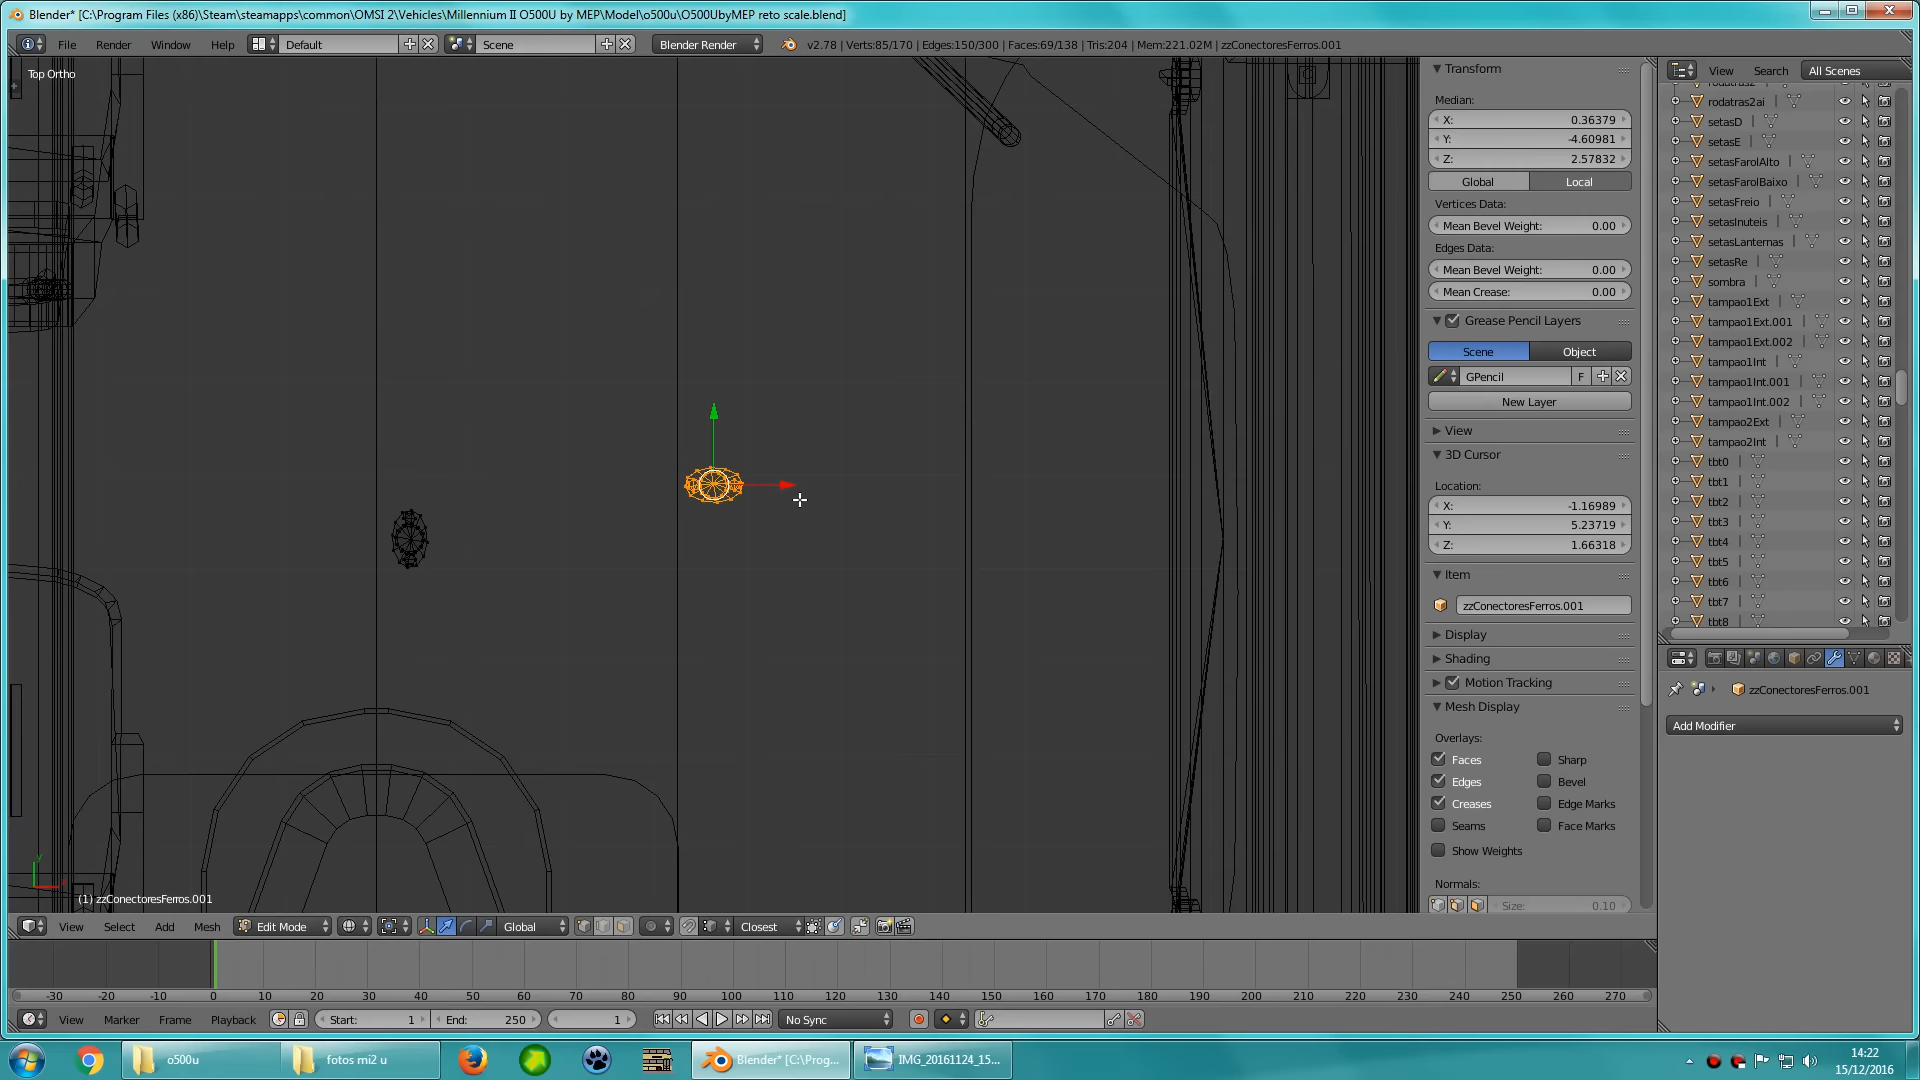 Blender* [C:\Program Files (x86)\Steam\steamapps\common\OMSI 2\Vehicles\Millennium II O500U by MEP\Model\o500u\O500UbyMEP reto scale.blend]
File Render Window Help Default Scene Blender Render v2.78 | Verts:85/170 | Edges:150/300 | Faces:69/138 | Tris:204 | Mem:221.02M | zzConectoresFerros.001
Top Ortho
(1) zzConectoresFerros.001
Transform
Median:
X: 0.36379
Y: -4.60981
Z: 2.57832
Global Local
Vertices Data:
Mean Bevel Weight: 0.00
Edges Data:
Mean Bevel Weight: 0.00
Mean Crease: 0.00
Grease Pencil Layers
Scene Object
GPencil F
New Layer
View
3D Cursor
Location:
X: -1.16989
Y: 5.23719
Z: 1.66318
Item
zzConectoresFerros.001
Display
Shading
Motion Tracking
Mesh Display
Overlays:
Faces Sharp
Edges Bevel
Creases Edge Marks
Seams Face Marks
Show Weights
Normals:
Size: 0.10
View Search All Scenes
rodatras2ai
setasD
setasE
setasFarolAlto
setasFarolBaixo
setasFreio
setasInuteis
setasLanternas
setasRe
sombra
tampao1Ext
tampao1Ext.001
tampao1Ext.002
tampao1Int
tampao1Int.001
tampao1Int.002
tampao2Ext
tampao2Int
tbt0
tbt1
tbt2
tbt3
tbt4
tbt5
tbt6
tbt7
tbt8
zzConectoresFerros.001
Add Modifier
View Select Add Mesh Edit Mode Global Closest
-30 -20 -10 0 10 20 30 40 50 60 70 80 90 100 110 120 130 140 150 160 170 180 190 200 210 220 230 240 250 260 270
View Marker Frame Playback Start: 1 End: 250 1 No Sync
o500u fotos mi2 u Blender* [C:\Prog... IMG_20161124_15...
14:22
15/12/2016